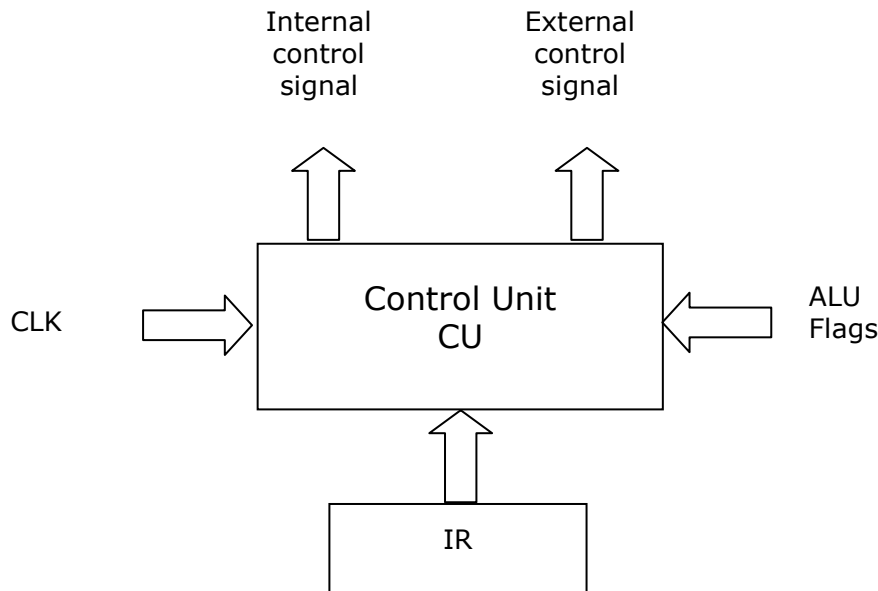 Internal
control
signal
External
control
signal
CLK
Control Unit
CU
ALU
Flags
IR